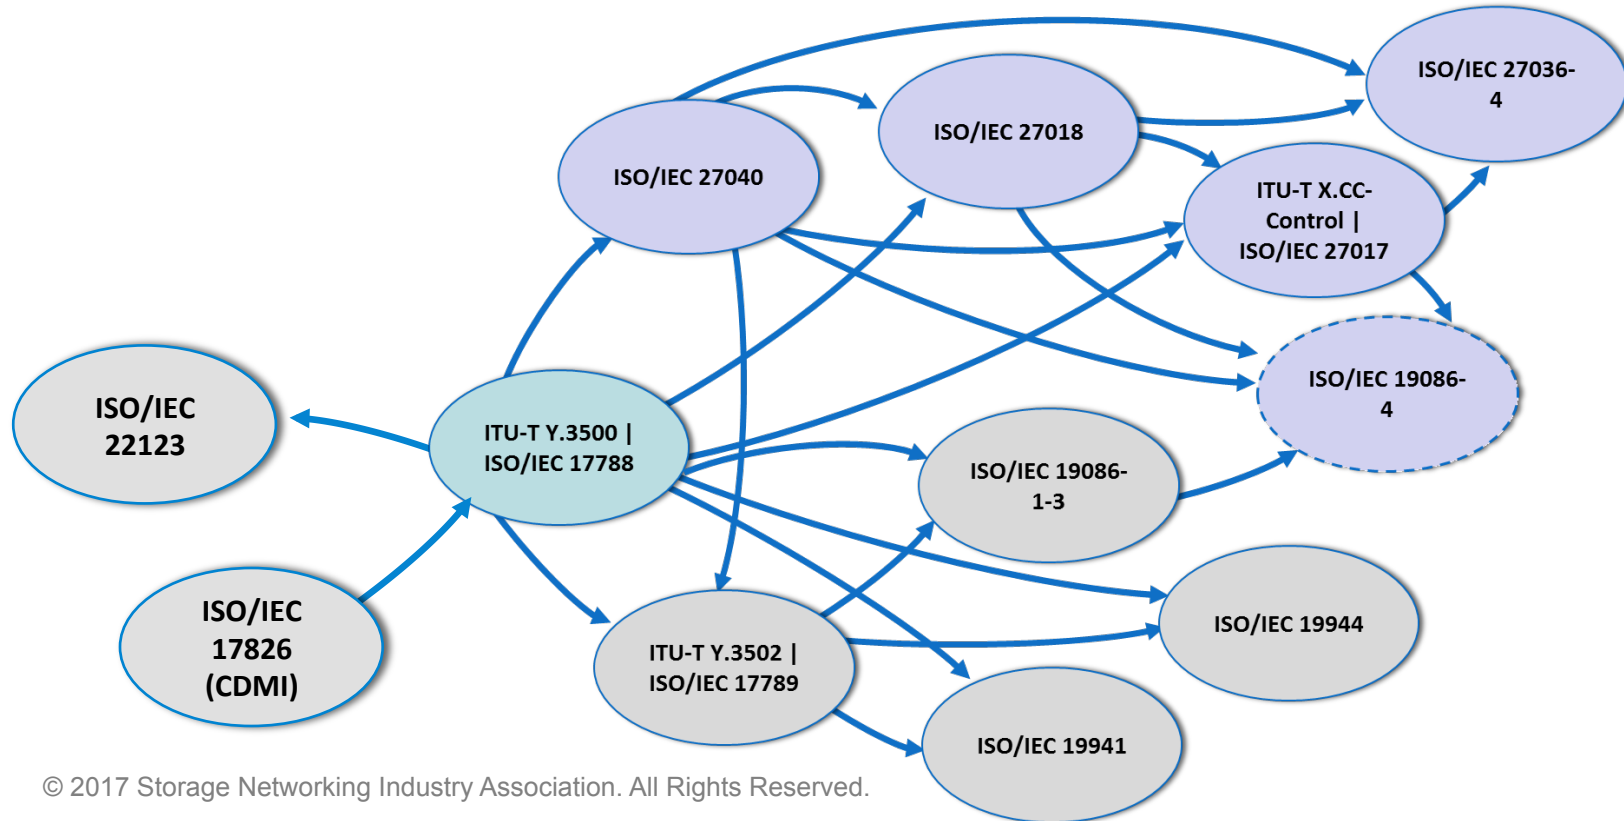 ISO/IEC 27036-
4
ISO/IEC 27018
ISO/IEC 27040
ITU-T X.CC-
Control |
ISO/IEC 27017
ISO/IEC 19086-
4
ISO/IEC
22123
ITU-T Y.3500 |
ISO/IEC 17788
ISO/IEC 19086-
1-3
ISO/IEC
17826
(CDMI)
ITU-T Y.3502 |
ISO/IEC 17789
ISO/IEC 19944
ISO/IEC 19941
© 2017 Storage Networking Industry Association. All Rights Reserved.